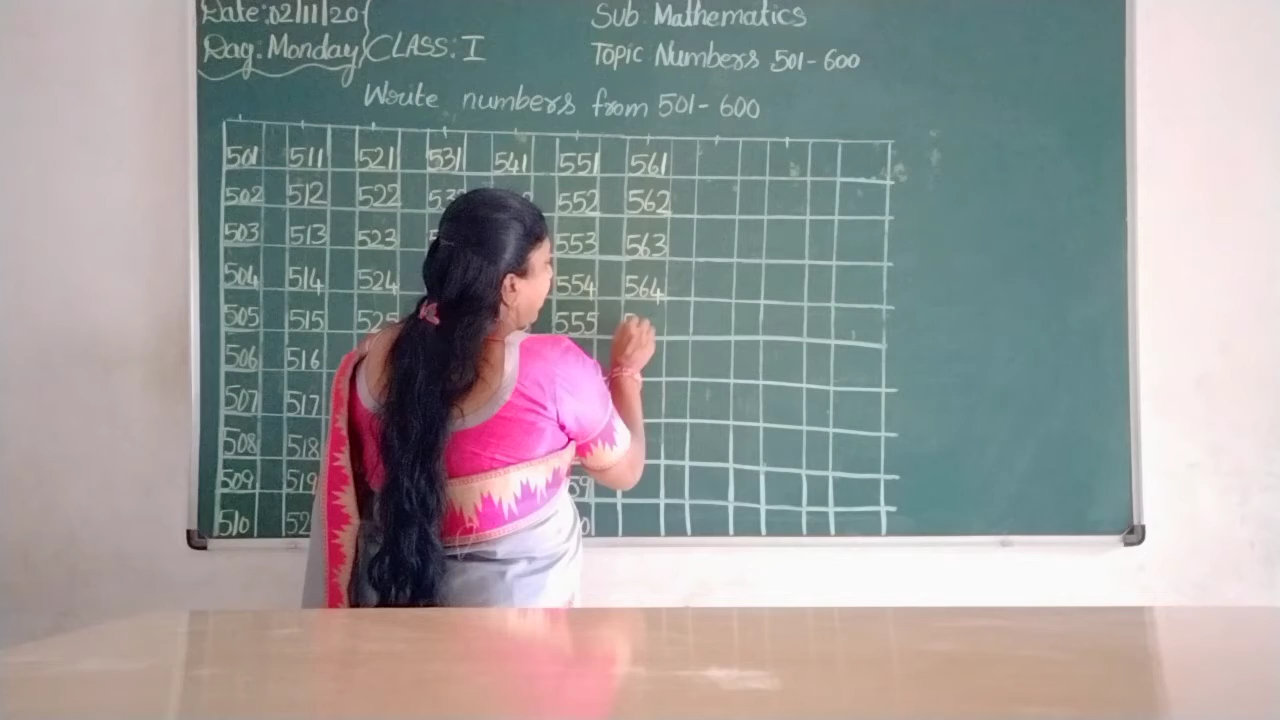 Date:02/11/20 Sub Mathematics
Day: Monday CLASS: I Topic Numbers 501-600
Write numbers from 501-600
501 511 521 531 541 551 561
502 512 522 552 562
503 513 523 553 563
504 514 524 554 564
505 515 525 555
506 516
507 517
508 518
509 519
510